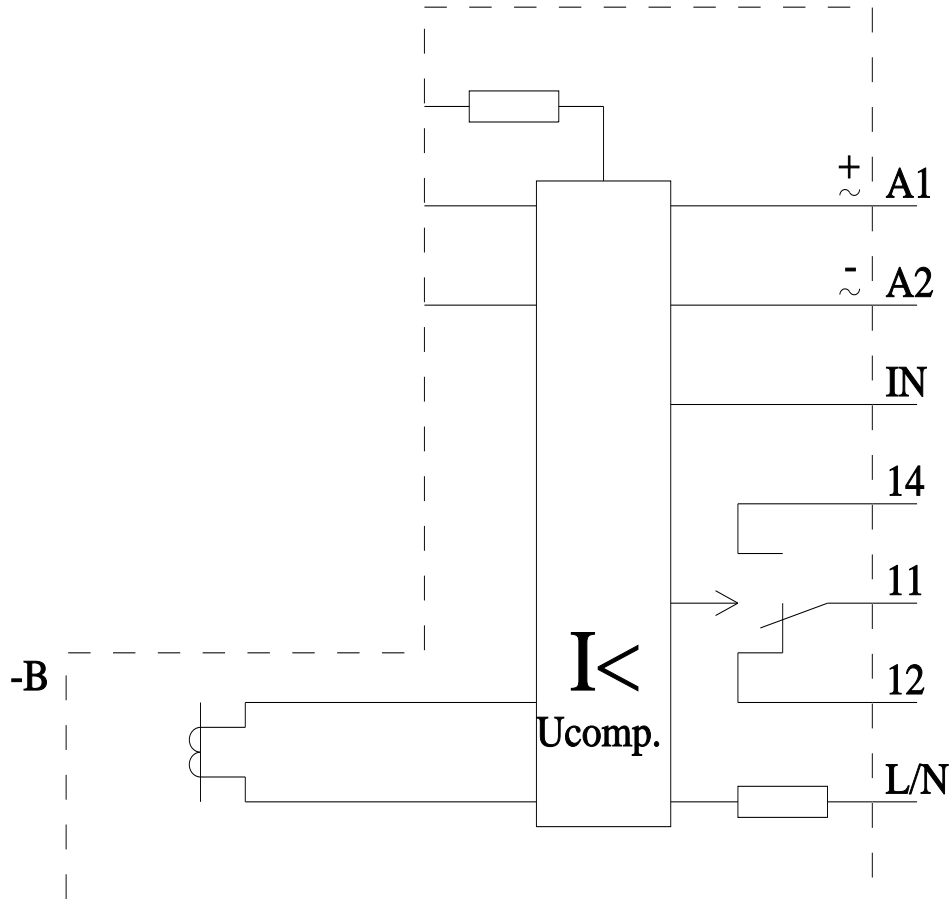 +
~ A1
-
~ A2
IN
14
11
-B
I<
12
Ucomp.
L/N